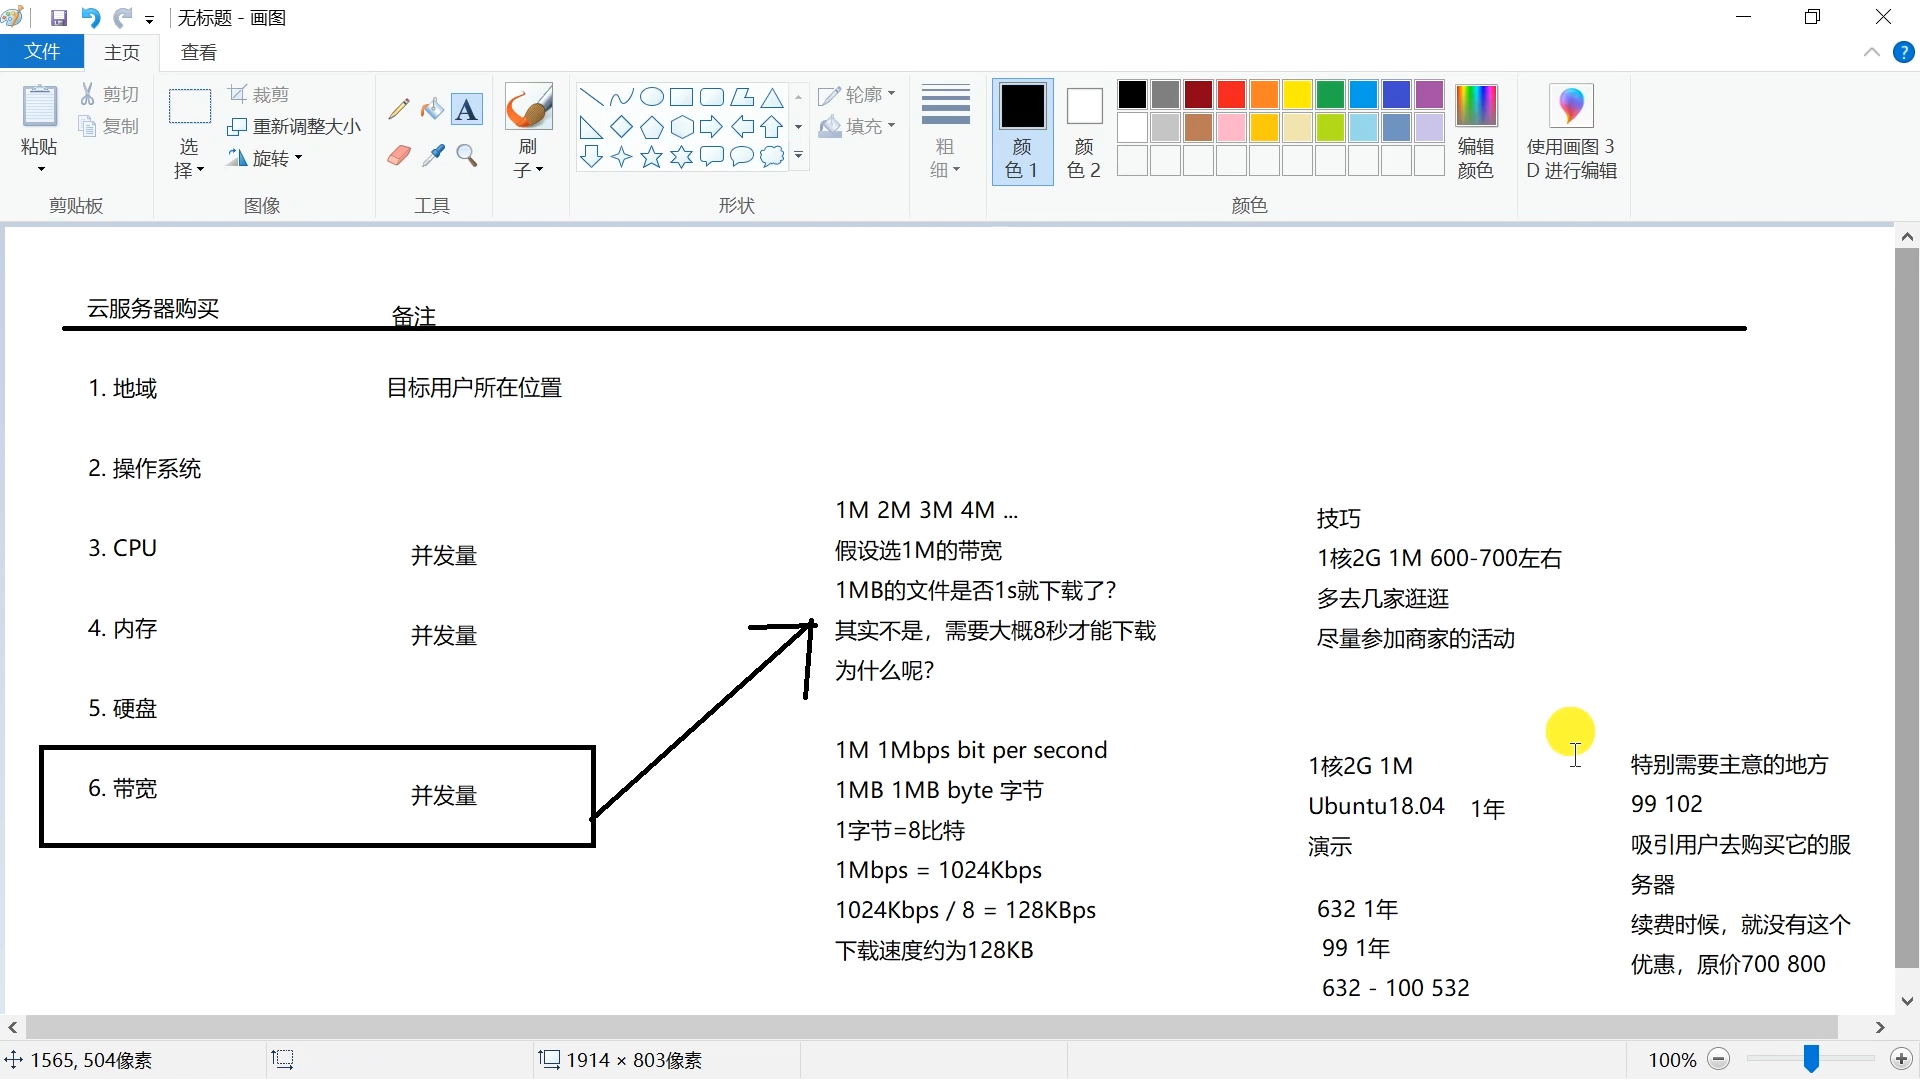 无标题 - 画图
文件 主页 查看
粘贴
剪切
复制
剪贴板
选择
裁剪
重新调整大小
旋转
图像
A
工具
刷子
形状
轮廓
填充
粗细
颜色 1
颜色 2
颜色
编辑颜色
使用画图 3D 进行编辑
云服务器购买 备注
1. 地域 目标用户所在位置
2. 操作系统
3. CPU 并发量
4. 内存 并发量
5. 硬盘
6. 带宽 并发量
1M 2M 3M 4M ...
假设选1M的带宽
1MB的文件是否1s就下载了?
其实不是，需要大概8秒才能下载
为什么呢?
1M 1Mbps bit per second
1MB 1MB byte 字节
1字节=8比特
1Mbps = 1024Kbps
1024Kbps / 8 = 128KBps
下载速度约为128KB
技巧
1核2G 1M 600-700左右
多去几家逛逛
尽量参加商家的活动
1核2G 1M
Ubuntu18.04 1年
演示
632 1年
99 1年
632 - 100 532
特别需要主意的地方
99 102
吸引用户去购买它的服
务器
续费时候，就没有这个
优惠，原价700 800
1565, 504像素
1914 × 803像素
100%